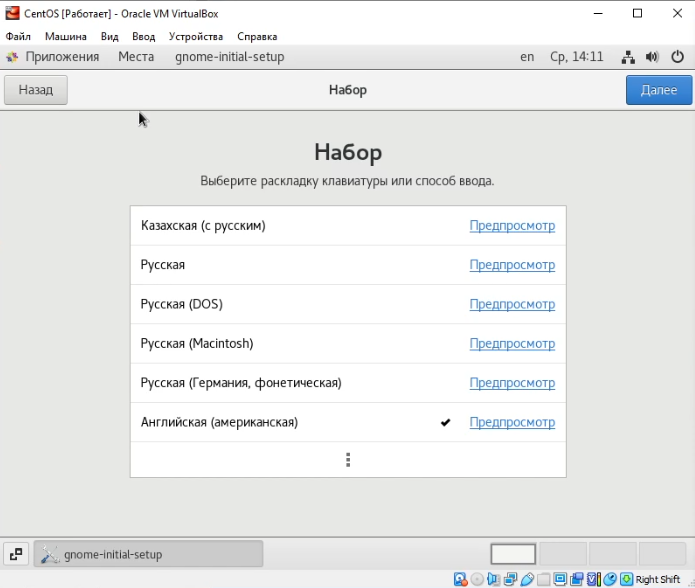 CentOS [Работает] - Oracle VM VirtualBox
Файл Машина Вид Ввод Устройства Справка
Приложения Места gnome-initial-setup en Ср, 14:11
Назад Набор Далее
Набор
Выберите раскладку клавиатуры или способ ввода.
Казахская (с русским) Предпросмотр
Русская Предпросмотр
Русская (DOS) Предпросмотр
Русская (Macintosh) Предпросмотр
Русская (Германия, фонетическая) Предпросмотр
Английская (американская) Предпросмотр
gnome-initial-setup
Right Shift